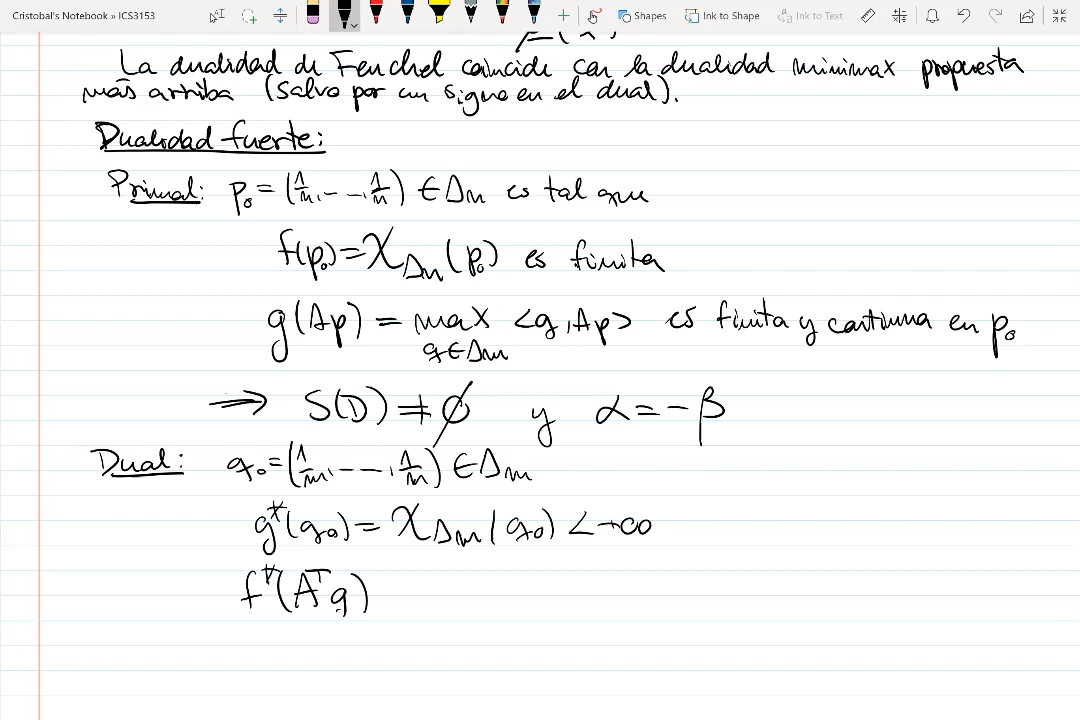 Cristobal's Notebook » ICS3153
Shapes
Ink to Shape
Ink to Text
La dualidad de Fenchel coincide con la dualidad minimax propuesta
más arriba (salvo por un signo en el dual).
Dualidad fuerte:
Primal: p₀ = (1/n, --, 1/n) ∈ Δn es tal que
f(p₀) = χ_Δn (p₀) es finita
g(Ap) = max <q, Ap> es finita y continua en p₀
q ∈ Δm
⟹ S(D) ≠ ∅ y α = -β
Dual: q₀ = (1/m, ---, 1/m) ∈ Δm
g*(q₀) = χ_Δm (q₀) < +∞
f*(Aᵀq)